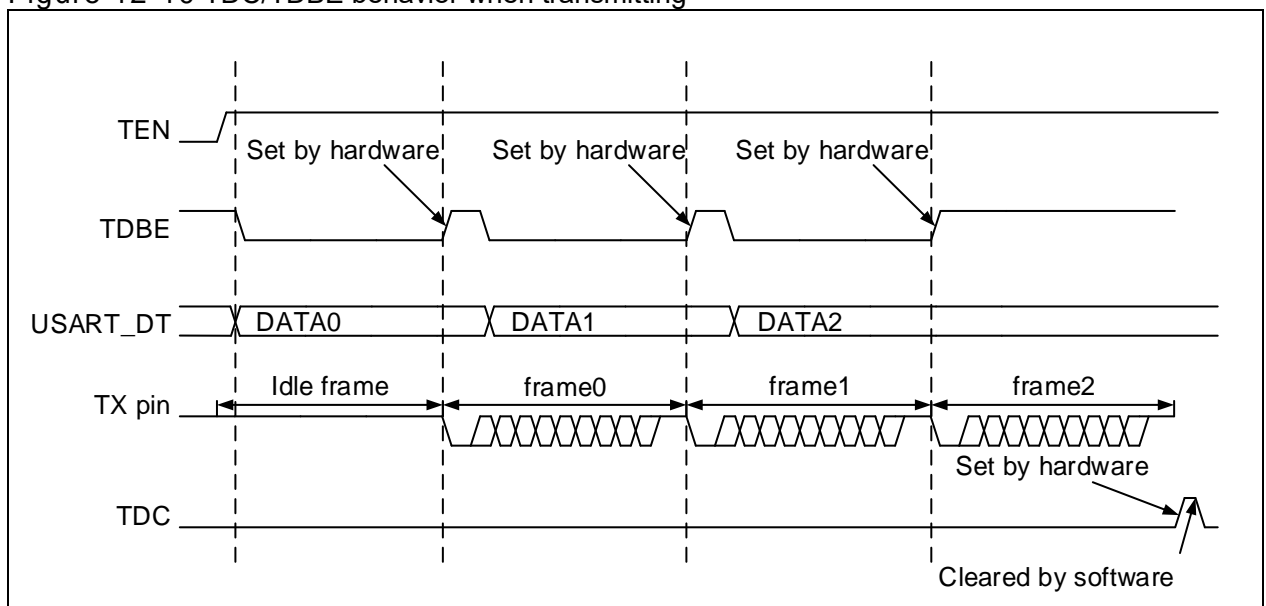 Figure 12-10 TDC/TDBE behavior when transmitting
TEN
Set by hardware Set by hardware Set by hardware
TDBE
USART_DT DATA0 DATA1 DATA2
Idle frame frame0 frame1 frame2
TX pin
Set by hardware
TDC
Cleared by software